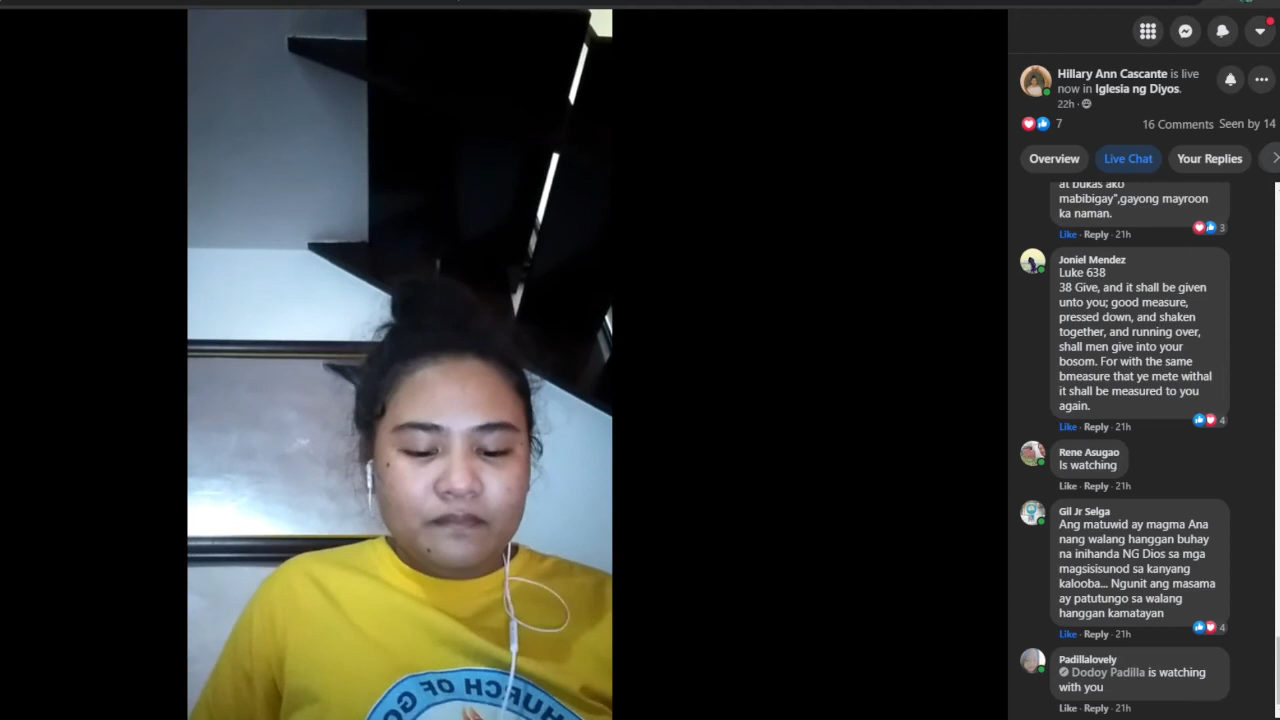 Hillary Ann Cascante is live
now in Iglesia ng Diyos.
22h ·
7
16 Comments Seen by 14
Overview
Live Chat
Your Replies
at bukas ako
mabibigay",gayong mayroon
ka naman.
3
Like · Reply · 21h
Joniel Mendez
Luke 638
38 Give, and it shall be given
unto you; good measure,
pressed down, and shaken
together, and running over,
shall men give into your
bosom. For with the same
bmeasure that ye mete withal
it shall be measured to you
again.
4
Like · Reply · 21h
Rene Asugao
Is watching
Like · Reply · 21h
Gil Jr Selga
Ang matuwid ay magma Ana
nang walang hanggan buhay
na inihanda NG Dios sa mga
magsisisunod sa kanyang
kalooba... Ngunit ang masama
ay patutungo sa walang
hanggan kamatayan
4
Like · Reply · 21h
Padillalovely
Dodoy Padilla is watching
with you
Like · Reply · 21h
HURCH OF GO